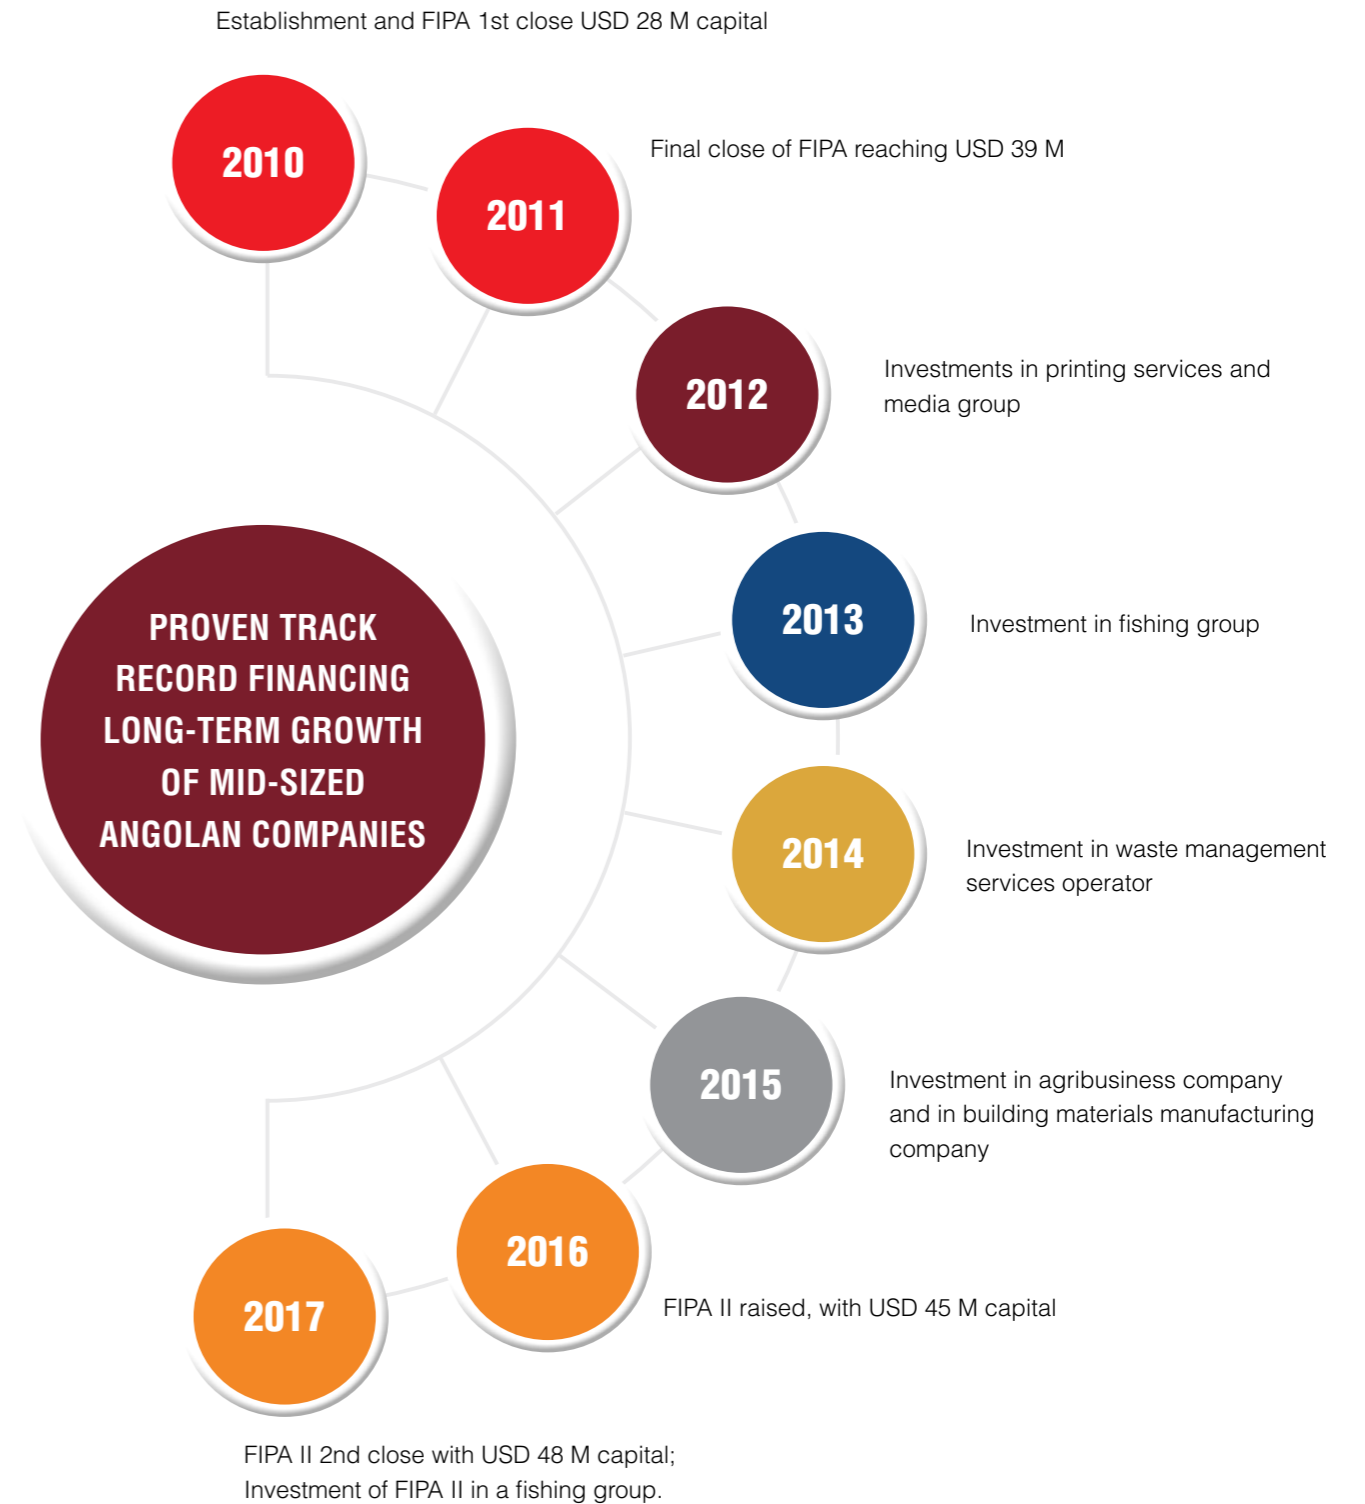 Establishment and FIPA 1st close USD 28 M capital
2010
2011
Final close of FIPA reaching USD 39 M
2012
Investments in printing services and
media group
2013
Investment in fishing group
PROVEN TRACK
RECORD FINANCING
LONG-TERM GROWTH
OF MID-SIZED
ANGOLAN COMPANIES
2014
Investment in waste management
services operator
2015
Investment in agribusiness company
and in building materials manufacturing
company
2016
FIPA II raised, with USD 45 M capital
2017
FIPA II 2nd close with USD 48 M capital;
Investment of FIPA II in a fishing group.